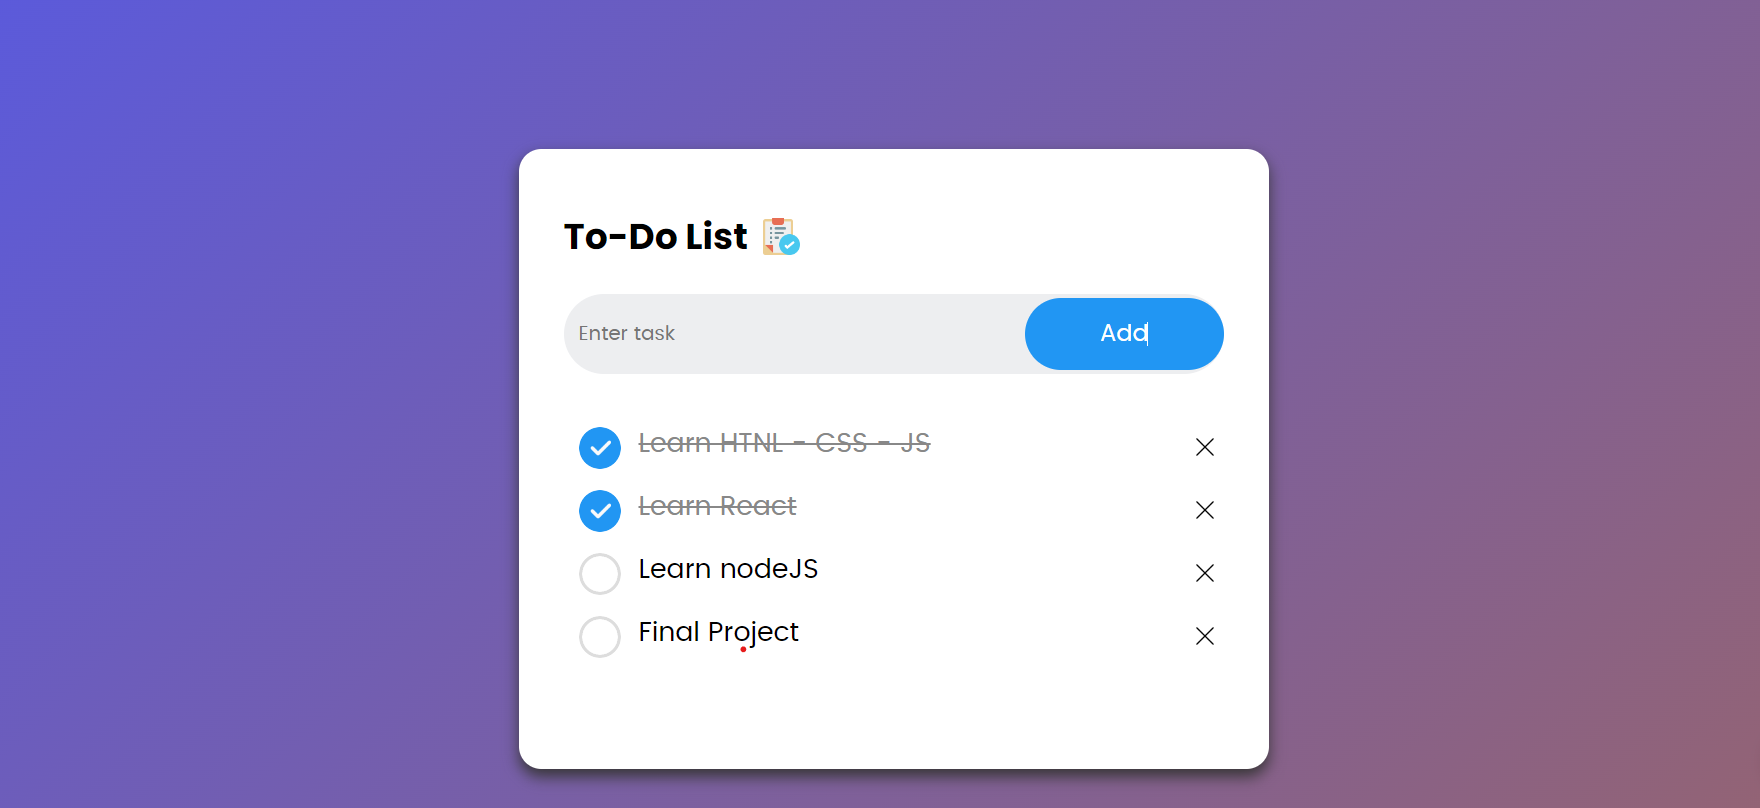 To-Do List
Enter task
Add
Learn HTNL - CSS - JS
Learn React
Learn nodeJS
Final Project